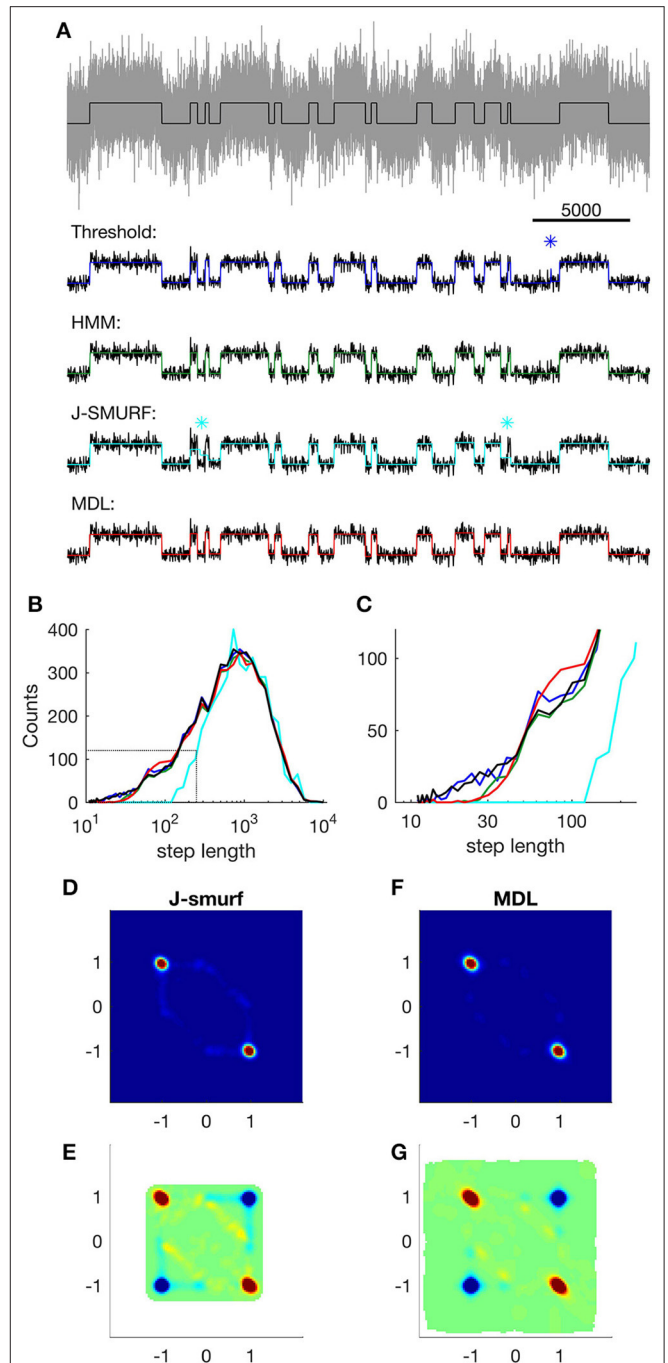 A
5000
Threshold:
HMM:
J-SMURF:
MDL:
B
C
400
300
200
100
0
Counts
10¹
10²
10³
10⁴
step length
100
50
0
10
30
100
step length
D
J-smurf
F
MDL
1
0
-1
-1
0
1
1
0
-1
-1
0
1
E
G
1
0
-1
-1
0
1
1
0
-1
-1
0
1